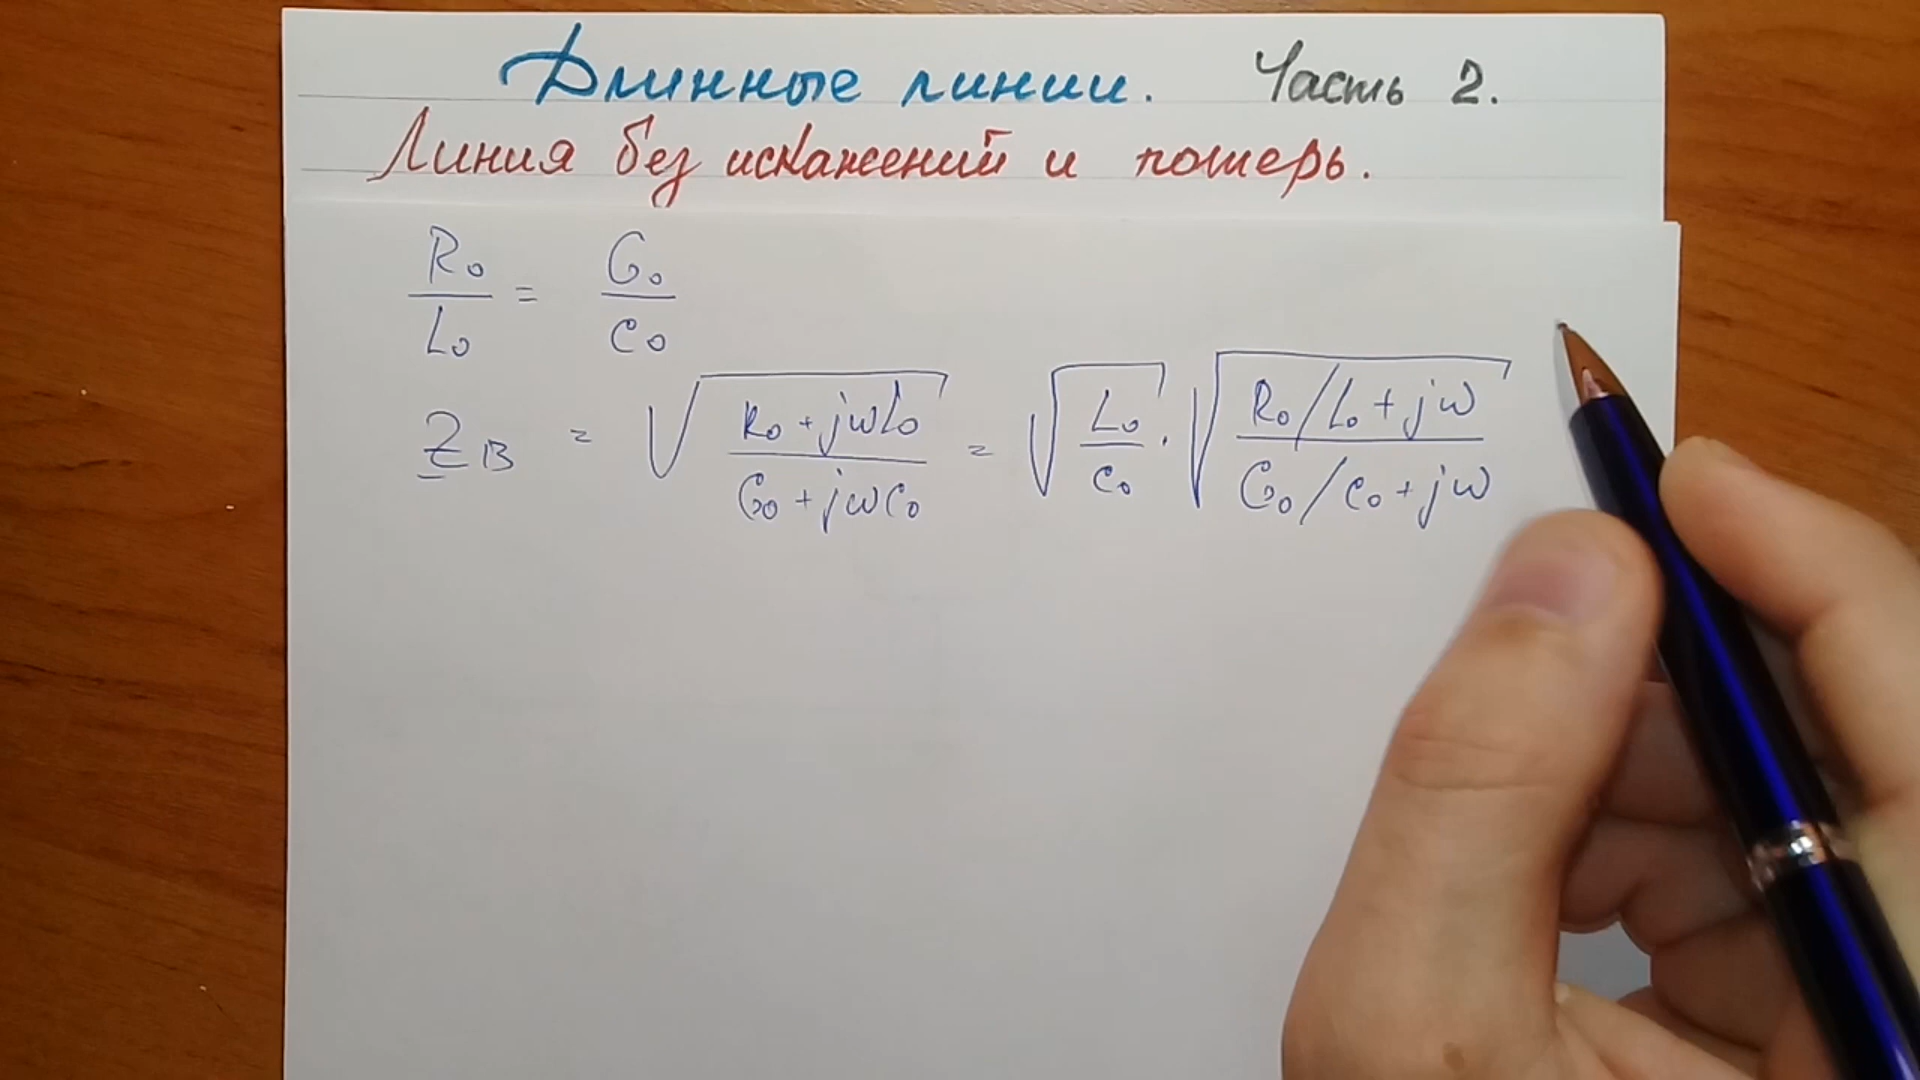 Длинные линии. Часть 2.
Линия без искажений и потерь.
R₀/L₀ = G₀/C₀
Z̲в = √((R₀ + jωL₀)/(G₀ + jωC₀)) = √(L₀/C₀) · √((R₀/L₀ + jω)/(G₀/C₀ + jω))